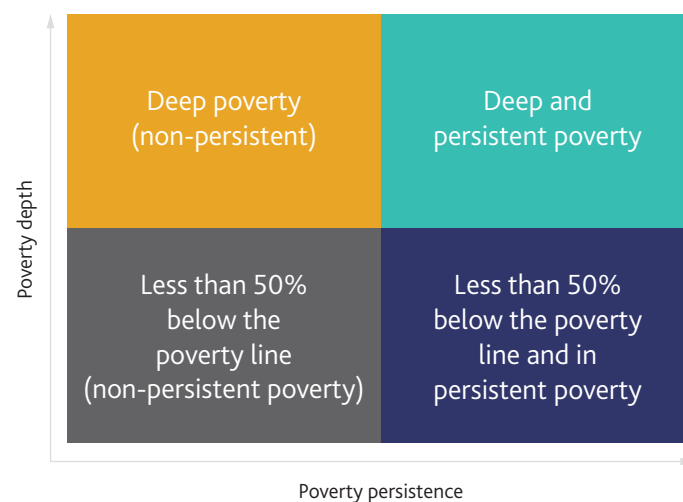 Deep poverty
(non-persistent)
Deep and
persistent poverty
Poverty depth
Less than 50%
below the
poverty line
(non-persistent poverty)
Less than 50%
below the poverty
line and in
persistent poverty
Poverty persistence